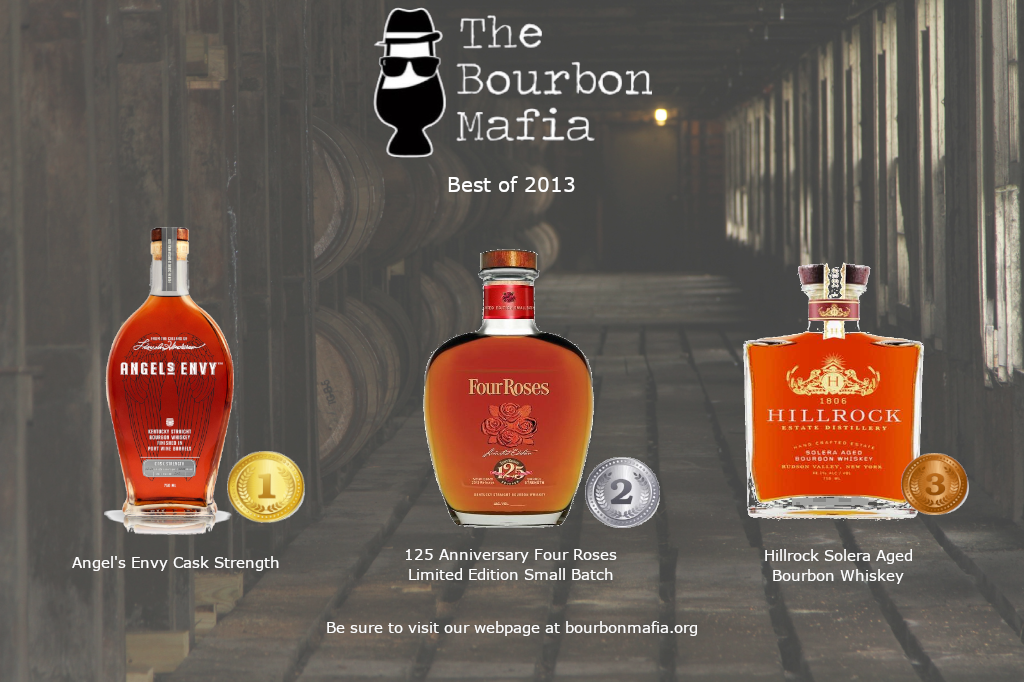 The
Bourbon
Mafia
Best of 2013
ANGEL'S ENVY
KENTUCKY STRAIGHT
BOURBON WHISKEY
FINISHED IN
PORT WINE BARRELS
750 ML
1
Four Roses
Limited Edition
125
2
H
1806
HILLROCK
ESTATE DISTILLERY
HAND CRAFTED ESTATE
SOLERA AGED
BOURBON WHISKEY
HUDSON VALLEY, NEW YORK
3
Angel's Envy Cask Strength
125 Anniversary Four Roses
Limited Edition Small Batch
Hillrock Solera Aged
Bourbon Whiskey
Be sure to visit our webpage at bourbonmafia.org